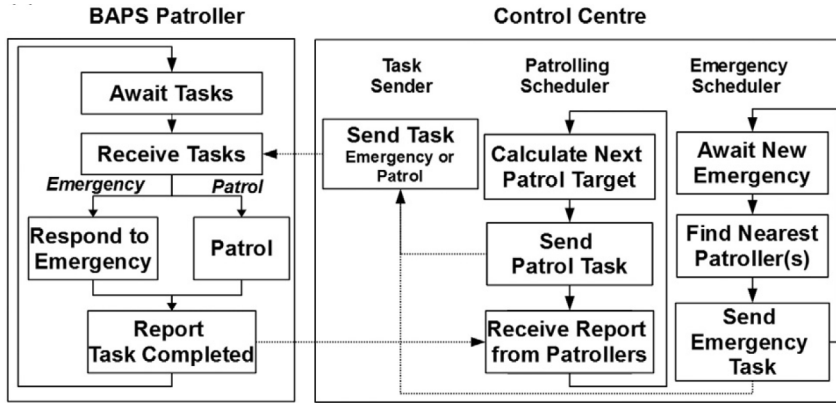 BAPS Patroller
Await Tasks
Receive Tasks
Emergency
Patrol
Respond to
Emergency
Patrol
Report
Task Completed
Control Centre
Task
Sender
Send Task
Emergency or
Patrol
Patrolling
Scheduler
Calculate Next
Patrol Target
Send
Patrol Task
Receive Report
from Patrollers
Emergency
Scheduler
Await New
Emergency
Find Nearest
Patroller(s)
Send
Emergency
Task